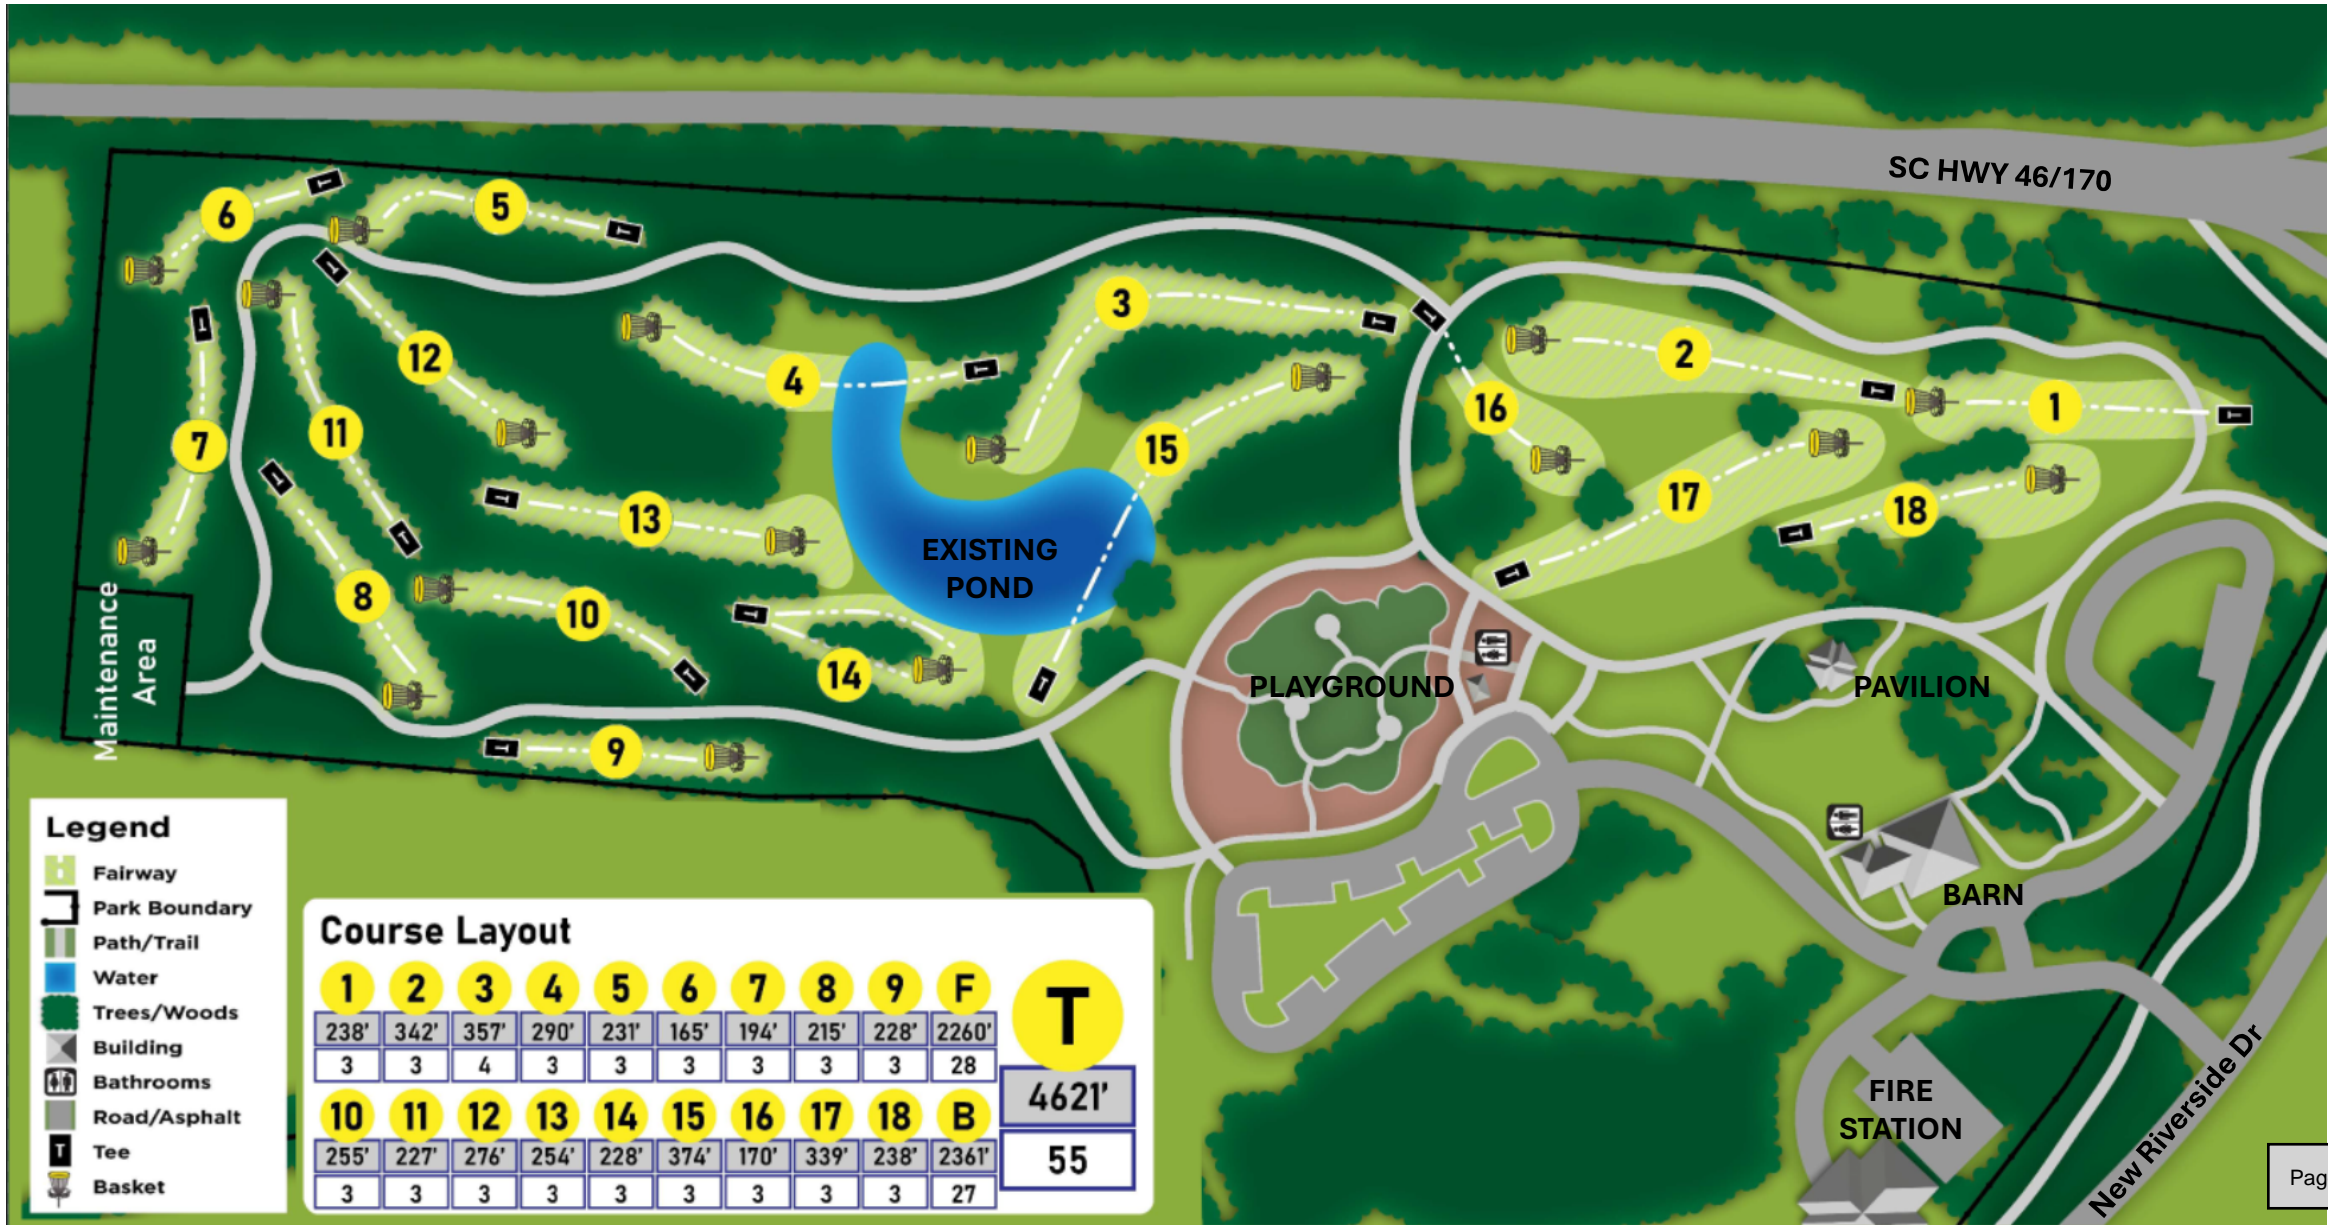 SC HWY 46/170
6
5
3
2
4
12
1
16
7
11
15
17
18
13
EXISTING
POND
8
10
14
9
PLAYGROUND
PAVILION
Maintenance
Area
BARN
FIRE
STATION
New Riverside Dr
Legend
Fairway
Park Boundary
Path/Trail
Water
Trees/Woods
Building
Bathrooms
Road/Asphalt
T Tee
Basket
Course Layout
1 2 3 4 5 6 7 8 9 F
238' 342' 357' 290' 231' 165' 194' 215' 228' 2260'
3 3 4 3 3 3 3 3 3 28
10 11 12 13 14 15 16 17 18 B
255' 227' 276' 254' 228' 374' 170' 339' 238' 2361'
3 3 3 3 3 3 3 3 3 27
T
4621'
55
Pag